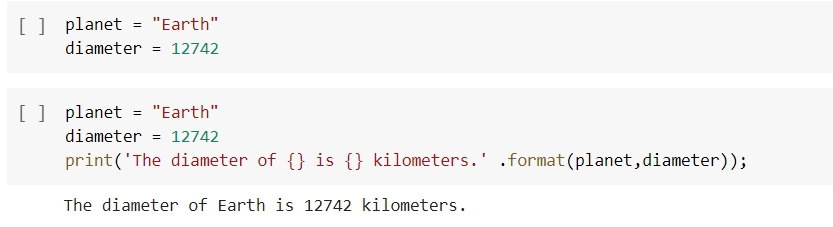 [ ] planet = "Earth"
diameter = 12742
[ ] planet = "Earth"
diameter = 12742
print('The diameter of {} is {} kilometers.' .format(planet,diameter));
The diameter of Earth is 12742 kilometers.